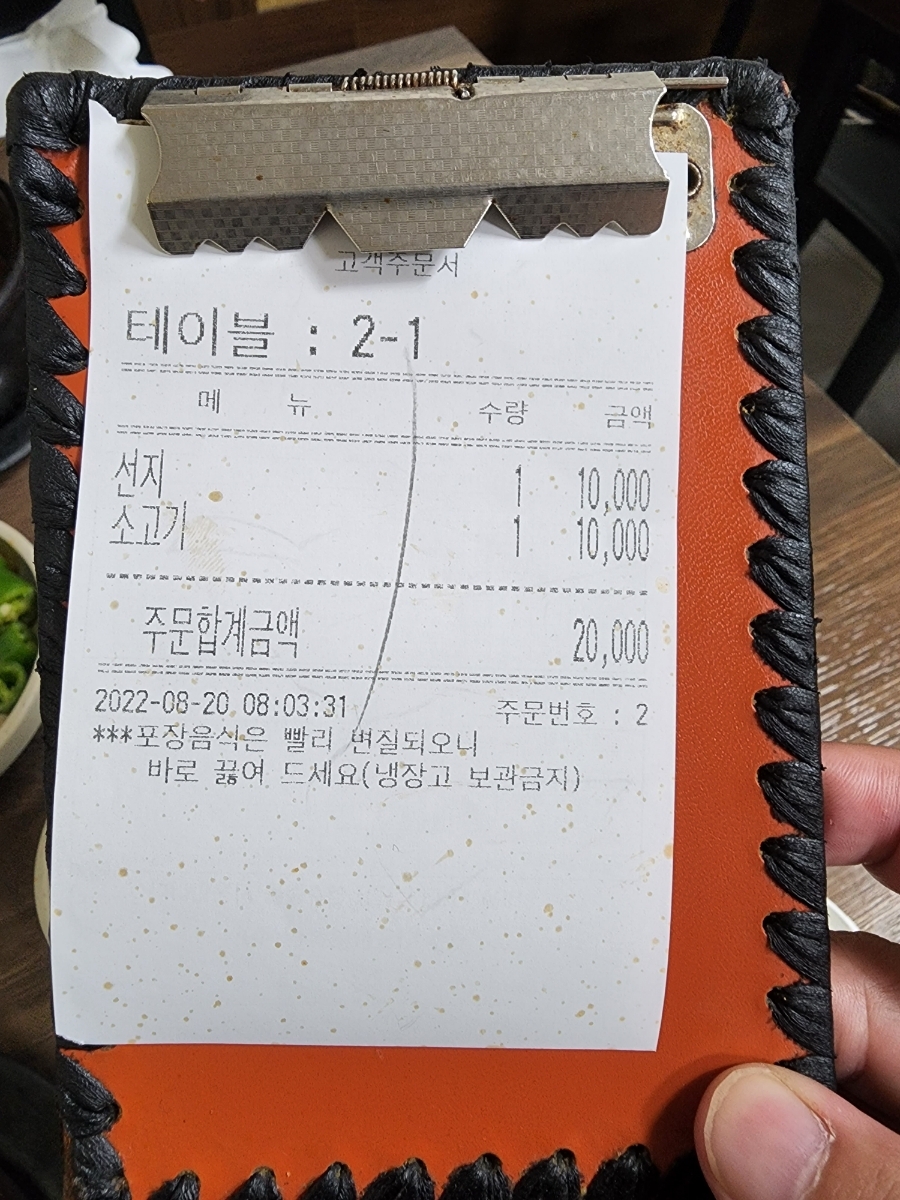 고객주문서
테이블 : 2-1
메 뉴 수량 금액
선지 1 10,000
소고기 1 10,000
주문합계금액 20,000
2022-08-20 08:03:31 주문번호 : 2
***포장음식은 빨리 변질되오니
바로 끓여 드세요(냉장고 보관금지)